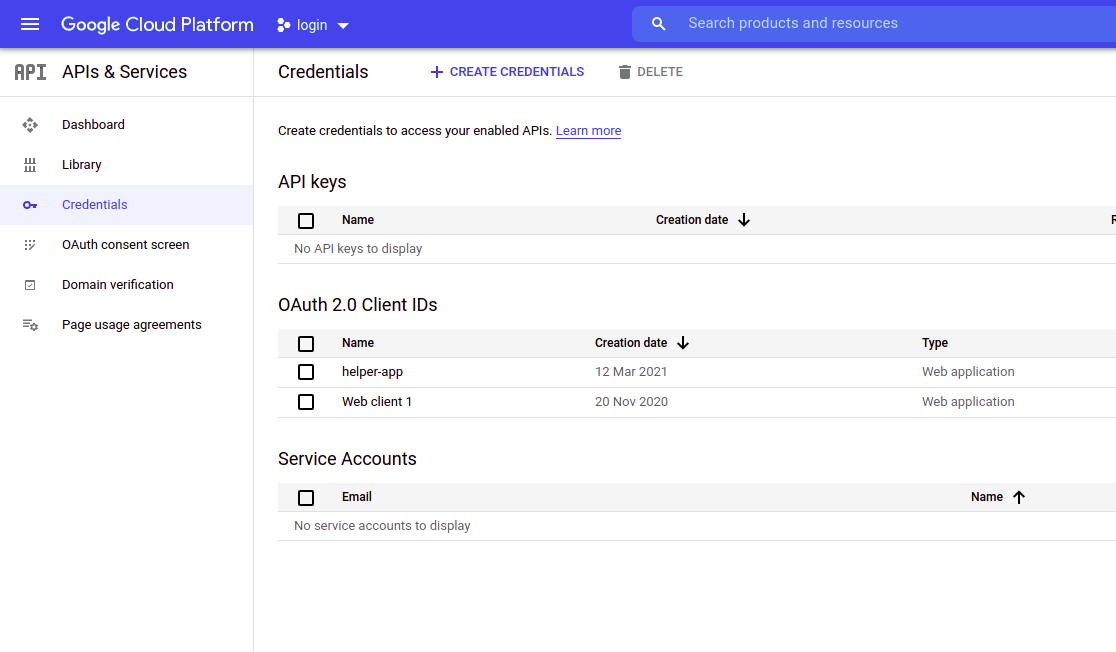 Google Cloud Platform login Search products and resources
API APIs & Services
Credentials + CREATE CREDENTIALS DELETE
Dashboard
Library
Credentials
OAuth consent screen
Domain verification
Page usage agreements
Create credentials to access your enabled APIs. Learn more
API keys
Name Creation date
No API keys to display
OAuth 2.0 Client IDs
Name Creation date Type
helper-app 12 Mar 2021 Web application
Web client 1 20 Nov 2020 Web application
Service Accounts
Email Name
No service accounts to display